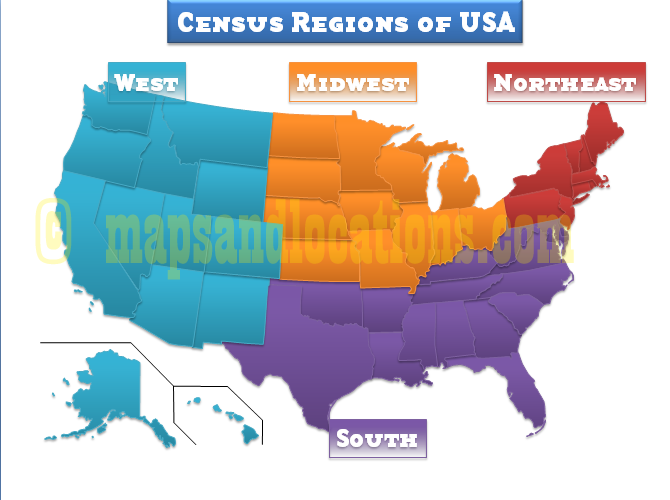 Census Regions of USA
West
Midwest
Northeast
© mapsandlocations.com
South